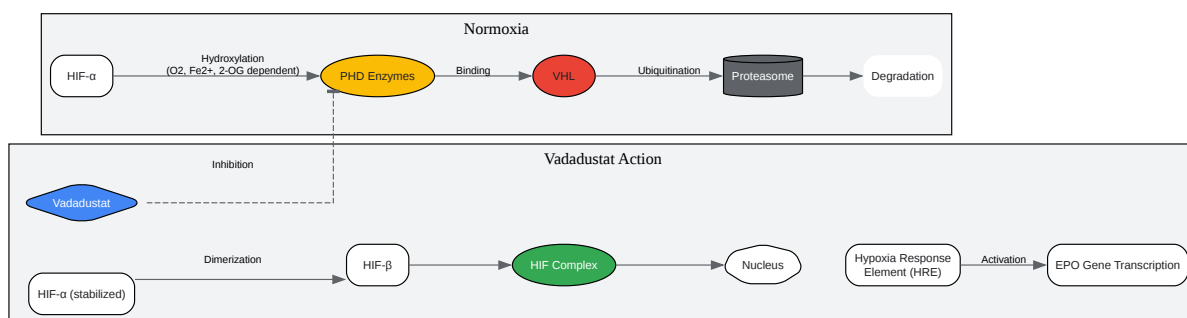 Normoxia
HIF-α
Hydroxylation
(O2, Fe2+, 2-OG dependent)
PHD Enzymes
Binding
VHL
Ubiquitination
Proteasome
Degradation
Vadadustat Action
Inhibition
Vadadustat
HIF-α (stabilized)
Dimerization
HIF-β
HIF Complex
Nucleus
Hypoxia Response
Element (HRE)
Activation
EPO Gene Transcription